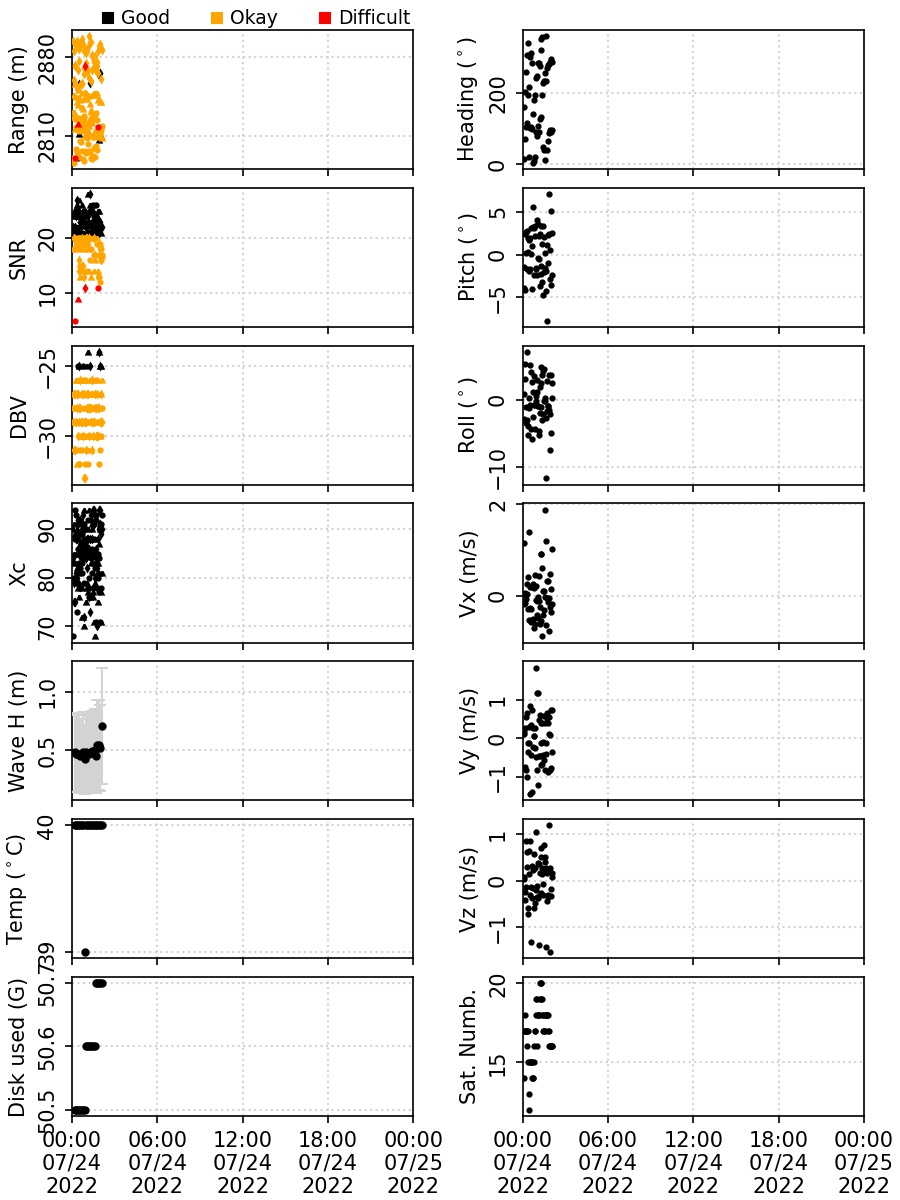 Good Okay Difficult
Range (m)
2880
2810
Heading (°)
200
0
SNR
20
10
Pitch (°)
5
0
−5
DBV
−25
−30
Roll (°)
0
−10
Xc
90
80
70
Vx (m/s)
2
0
Wave H (m)
1.0
0.5
Vy (m/s)
1
0
−1
Temp (°C)
40
39
Vz (m/s)
1
0
−1
Disk used (G)
50.7
50.6
50.5
Sat. Numb.
20
15
00:00 06:00 12:00 18:00 00:00
07/24 07/24 07/24 07/24 07/25
2022 2022 2022 2022 2022
00:00 06:00 12:00 18:00 00:00
07/24 07/24 07/24 07/24 07/25
2022 2022 2022 2022 2022